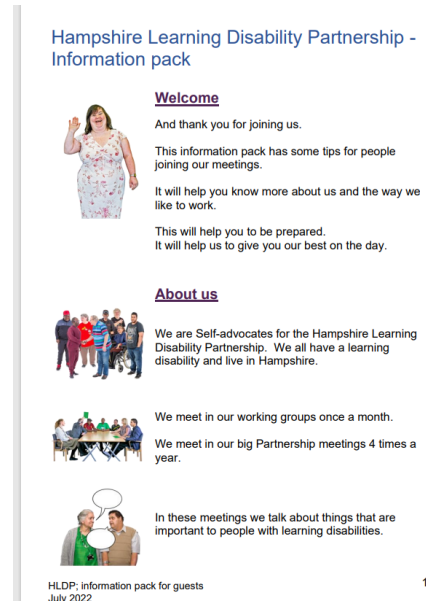 Hampshire Learning Disability Partnership -
Information pack
Welcome
And thank you for joining us.
This information pack has some tips for people
joining our meetings.
It will help you know more about us and the way we
like to work.
This will help you to be prepared.
It will help us to give you our best on the day.
About us
We are Self-advocates for the Hampshire Learning
Disability Partnership. We all have a learning
disability and live in Hampshire.
We meet in our working groups once a month.
We meet in our big Partnership meetings 4 times a
year.
In these meetings we talk about things that are
important to people with learning disabilities.
HLDP; information pack for guests
July 2022
1